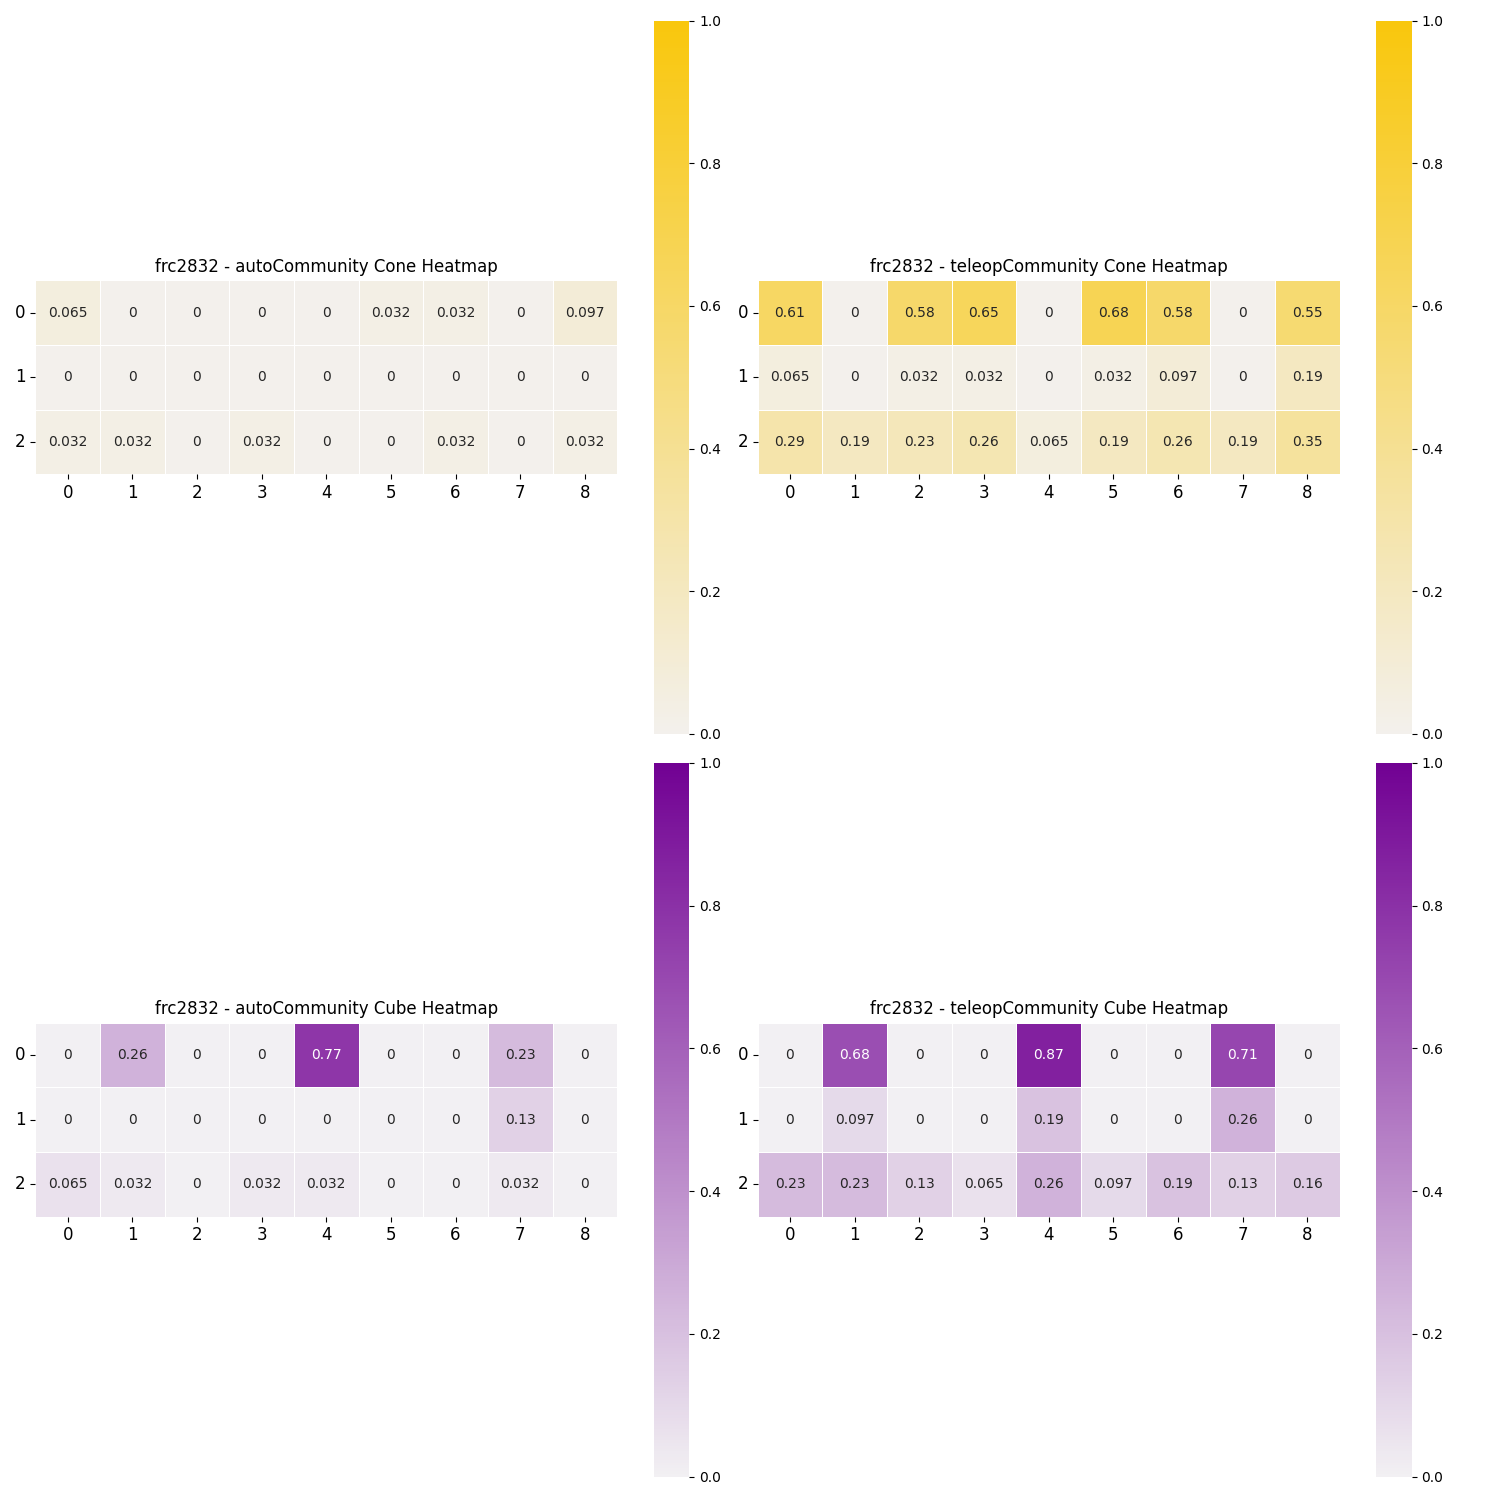 frc2832 - autoCommunity Cone Heatmap
0 0.065 0 0 0 0 0.032 0.032 0 0.097
1 0 0 0 0 0 0 0 0 0
2 0.032 0.032 0 0.032 0 0 0.032 0 0.032
0 1 2 3 4 5 6 7 8
1.0
0.8
0.6
0.4
0.2
0.0
frc2832 - teleopCommunity Cone Heatmap
0 0.61 0 0.58 0.65 0 0.68 0.58 0 0.55
1 0.065 0 0.032 0.032 0 0.032 0.097 0 0.19
2 0.29 0.19 0.23 0.26 0.065 0.19 0.26 0.19 0.35
0 1 2 3 4 5 6 7 8
1.0
0.8
0.6
0.4
0.2
0.0
frc2832 - autoCommunity Cube Heatmap
0 0 0.26 0 0 0.77 0 0 0.23 0
1 0 0 0 0 0 0 0 0.13 0
2 0.065 0.032 0 0.032 0.032 0 0 0.032 0
0 1 2 3 4 5 6 7 8
1.0
0.8
0.6
0.4
0.2
0.0
frc2832 - teleopCommunity Cube Heatmap
0 0 0.68 0 0 0.87 0 0 0.71 0
1 0 0.097 0 0 0.19 0 0 0.26 0
2 0.23 0.23 0.13 0.065 0.26 0.097 0.19 0.13 0.16
0 1 2 3 4 5 6 7 8
1.0
0.8
0.6
0.4
0.2
0.0